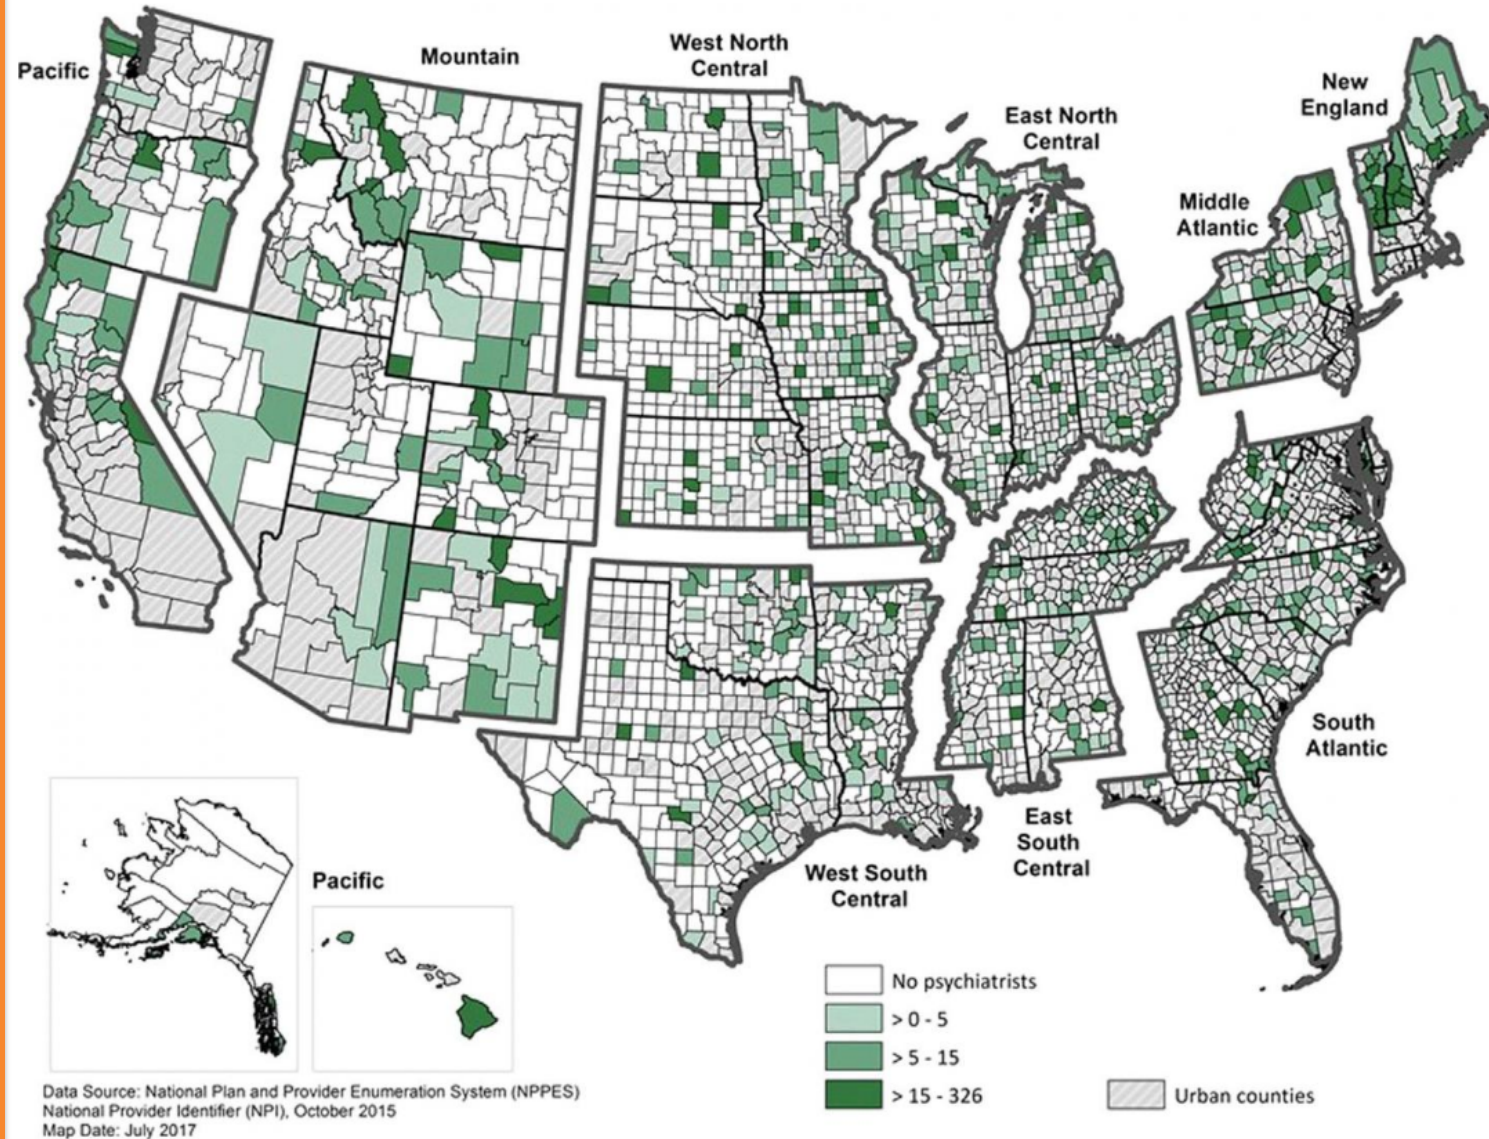 Pacific
Mountain
West North
Central
East North
Central
New
England
Middle
Atlantic
South
Atlantic
East
South
Central
West South
Central
Pacific
No psychiatrists
> 0 - 5
> 5 - 15
> 15 - 326
Urban counties
Data Source: National Plan and Provider Enumeration System (NPPES)
National Provider Identifier (NPI), October 2015
Map Date: July 2017